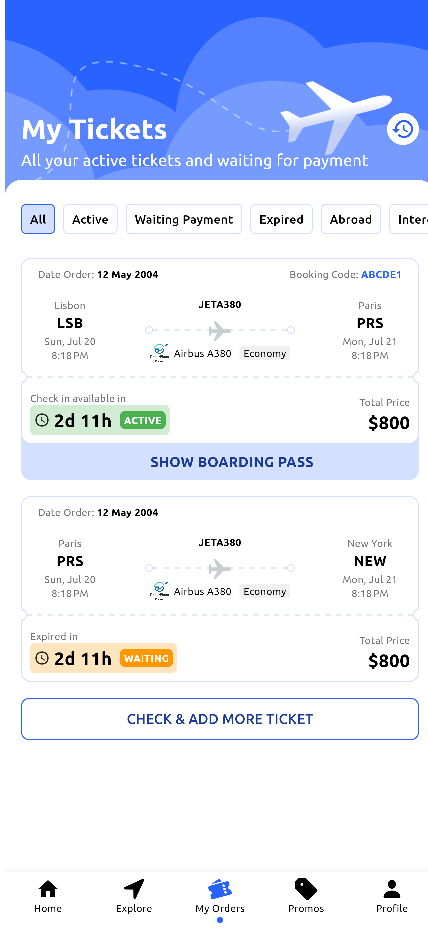 My Tickets
All your active tickets and waiting for payment
All Active Waiting Payment Expired Abroad Inter
Date Order: 12 May 2004 Booking Code: ABCDE1
Lisbon JETA380 Paris
LSB PRS
Sun, Jul 20 Mon, Jul 21
8:18 PM Airbus A380 Economy 8:18 PM
Check in available in Total Price
2d 11h ACTIVE $800
SHOW BOARDING PASS
Date Order: 12 May 2004
Paris JETA380 New York
PRS NEW
Sun, Jul 20 Mon, Jul 21
8:18 PM Airbus A380 Economy 8:18 PM
Expired in Total Price
2d 11h WAITING $800
CHECK & ADD MORE TICKET
Home Explore My Orders Promos Profile